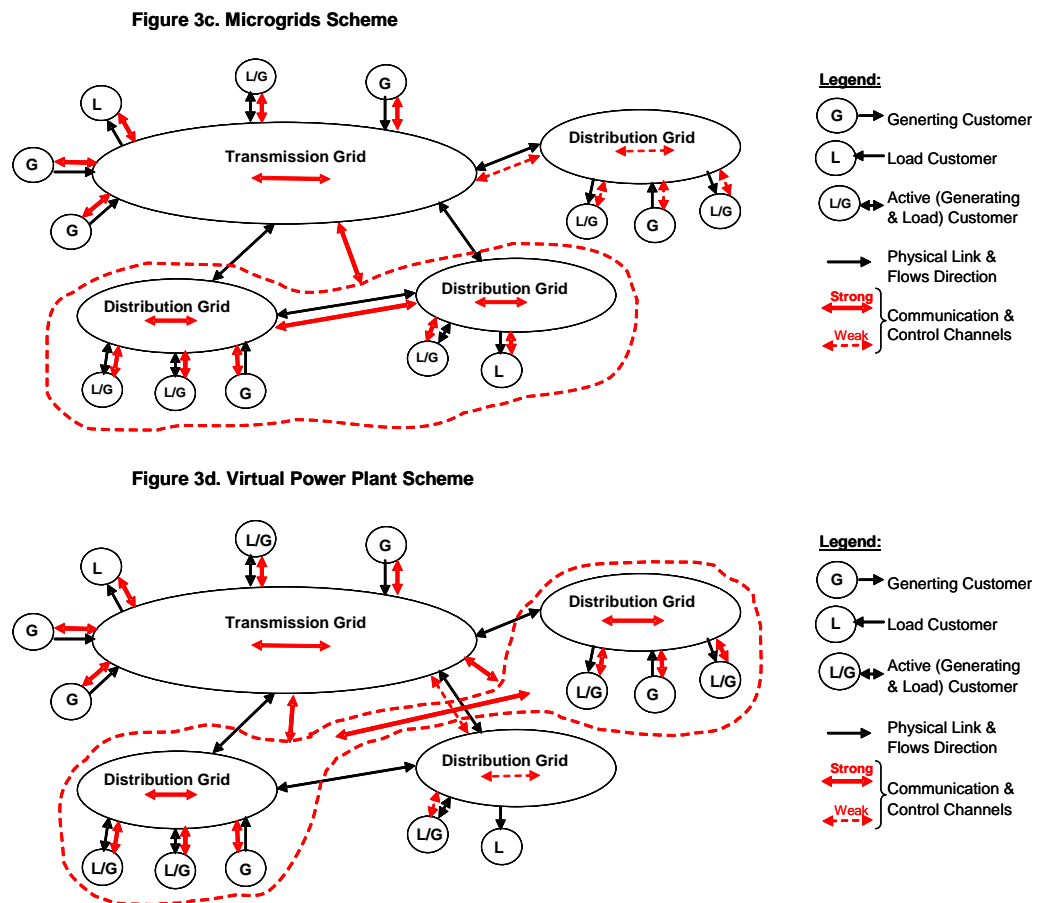 Figure 3c. Microgrids Scheme
L/G
G
L
G
G
Transmission Grid
Distribution Grid
L/G
G
L/G
Distribution Grid
L/G
L/G
G
Distribution Grid
L/G
L
Legend:
G
Generting Customer
L
Load Customer
L/G
Active (Generating
& Load) Customer
Physical Link &
Flows Direction
Strong
Communication &
Weak
Control Channels
Figure 3d. Virtual Power Plant Scheme
L/G
G
L
G
G
Transmission Grid
Distribution Grid
L/G
G
L/G
Distribution Grid
L/G
L/G
G
Distribution Grid
L/G
L
Legend:
G
Generting Customer
L
Load Customer
L/G
Active (Generating
& Load) Customer
Physical Link &
Flows Direction
Strong
Communication &
Weak
Control Channels